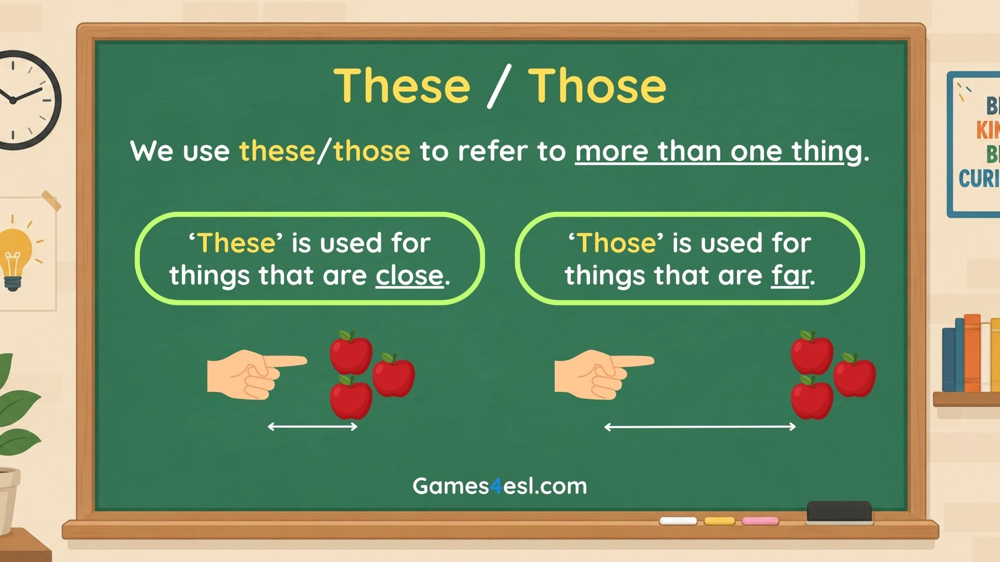 These / Those
We use these/those to refer to more than one thing.
‘These’ is used for
things that are close.
‘Those’ is used for
things that are far.
Games4esl.com